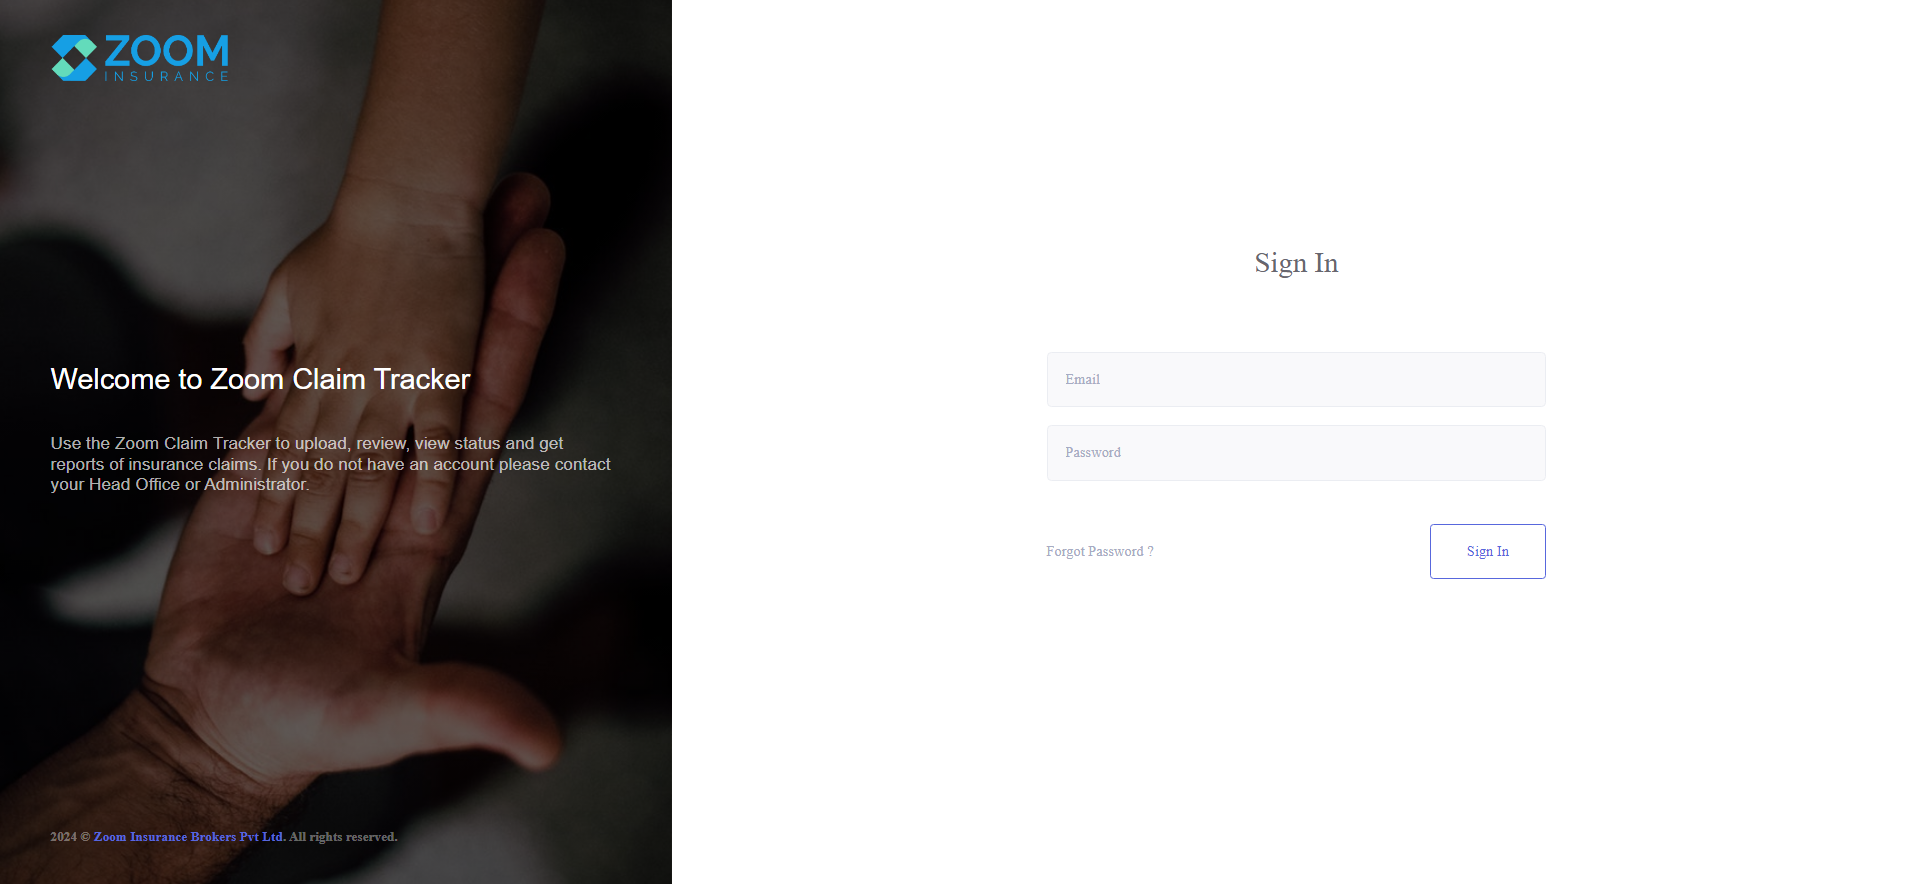 ZOOM
INSURANCE
Welcome to Zoom Claim Tracker
Use the Zoom Claim Tracker to upload, review, view status and get
reports of insurance claims. If you do not have an account please contact
your Head Office or Administrator.
2024 © Zoom Insurance Brokers Pvt Ltd. All rights reserved.
Sign In
Email
Password
Forgot Password ?
Sign In